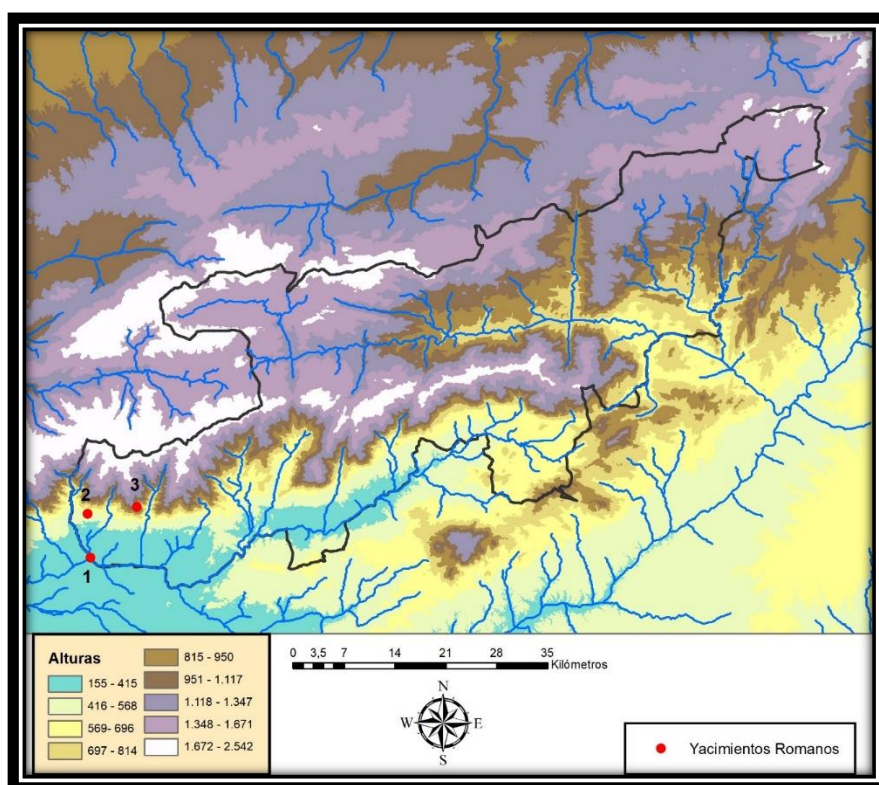 3
2
1
Alturas
155 - 415
416 - 568
569- 696
697 - 814
815 - 950
951 - 1.117
1.118 - 1.347
1.348 - 1.671
1.672 - 2.542
0 3,5 7 14 21 28 35
Kilómetros
N
W E
S
Yacimientos Romanos